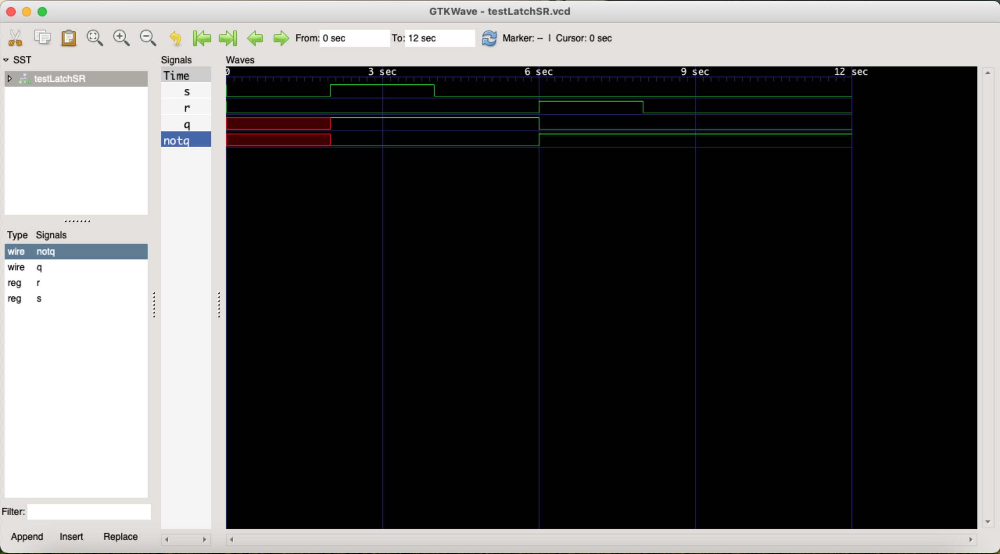 GTKWave - testLatchSR.vcd
From: 0 sec To: 12 sec Marker: -- | Cursor: 0 sec
SST
testLatchSR
Type Signals
wire notq
wire q
reg r
reg s
Filter:
Append Insert Replace
Signals
Time
s
r
q
notq
Waves
0 3 sec 6 sec 9 sec 12 sec